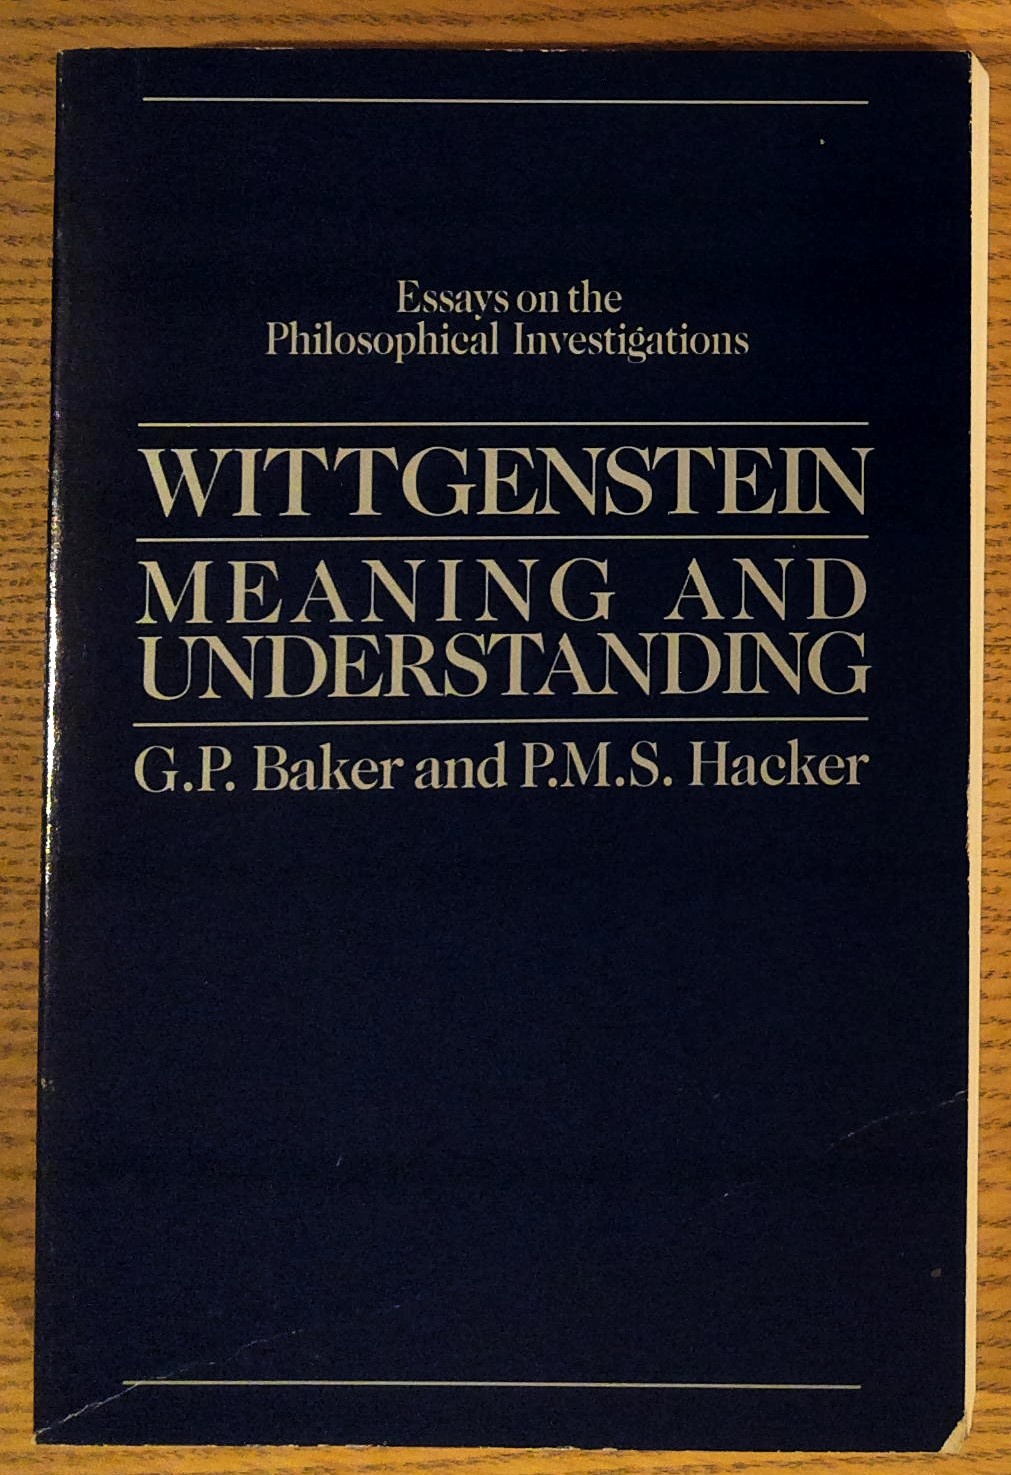 Essays on the
Philosophical Investigations
WITTGENSTEIN
MEANING AND
UNDERSTANDING
G.P. Baker and P.M.S. Hacker